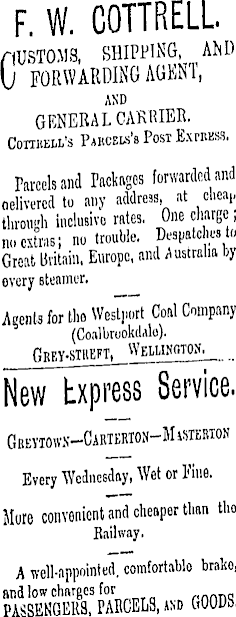 F. W. COTTRELL.
CUSTOMS, SHIPPING, AND
FORWARDING AGENT,
AND
GENERAL CARRIER.
COTTRELL'S PARCELS'S POST EXPRESS.
Parcels and Packages forwarded and
delivered to any address, at cheap
through inclusive rates. One charge ;
no extras ; no trouble. Despatches to
Great Britain, Europe, and Australia by
every steamer.
Agents for the Westport Coal Company
(Coalbrookdale).
GREY-STREET, WELLINGTON.
New Express Service.
GREYTOWN—CARTERTON—MASTERTON
Every Wednesday, Wet or Fine.
More convenient and cheaper than the
Railway.
A well-appointed, comfortable brake,
and low charges for
PASSENGERS, PARCELS, AND GOODS.